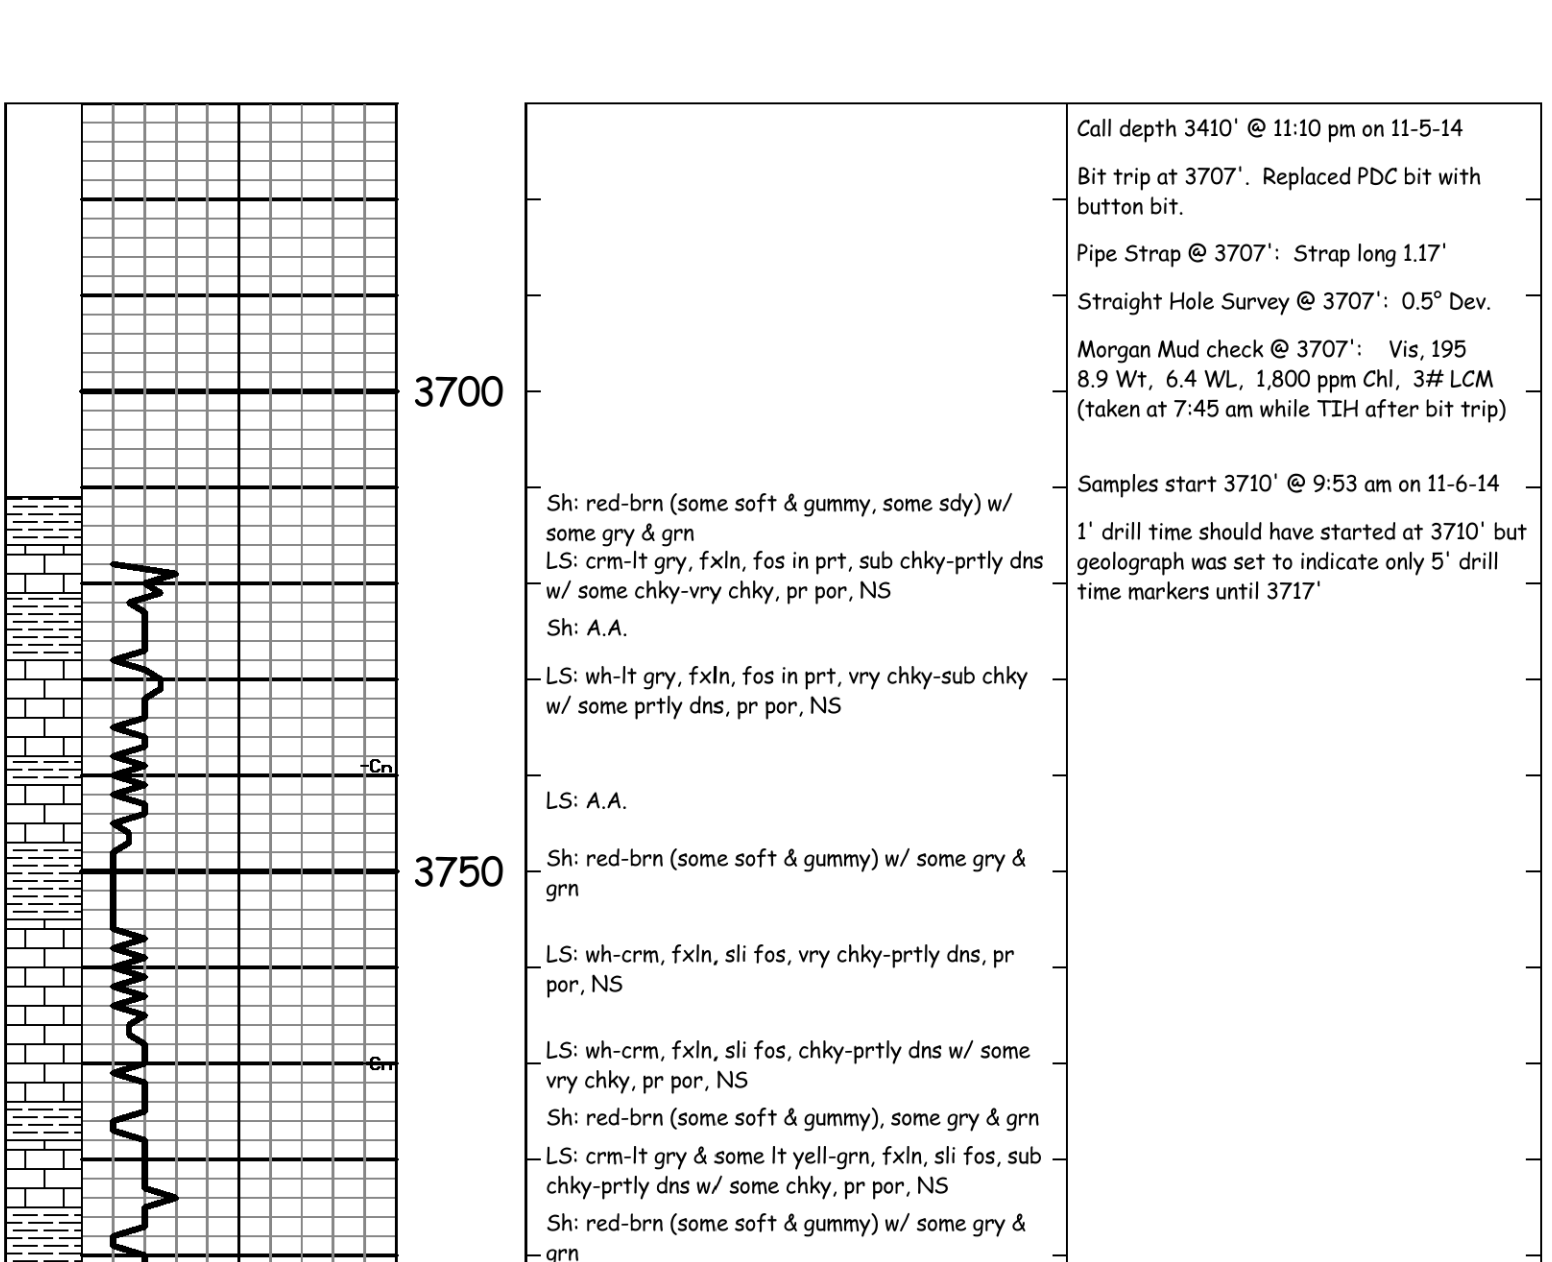 Call depth 3410' @ 11:10 pm on 11-5-14
Bit trip at 3707'. Replaced PDC bit with
button bit.
Pipe Strap @ 3707': Strap long 1.17'
Straight Hole Survey @ 3707': 0.5° Dev.
Morgan Mud check @ 3707': Vis, 195
8.9 Wt, 6.4 WL, 1,800 ppm Chl, 3# LCM
(taken at 7:45 am while TIH after bit trip)
3700
Samples start 3710' @ 9:53 am on 11-6-14
1' drill time should have started at 3710' but
geolograph was set to indicate only 5' drill
time markers until 3717'
Sh: red-brn (some soft & gummy, some sdy) w/
some gry & grn
LS: crm-lt gry, fxln, fos in prt, sub chky-prtly dns
w/ some chky-vry chky, pr por, NS
Sh: A.A.
LS: wh-lt gry, fxln, fos in prt, vry chky-sub chky
w/ some prtly dns, pr por, NS
Cn
LS: A.A.
3750
Sh: red-brn (some soft & gummy) w/ some gry &
grn
LS: wh-crm, fxln, sli fos, vry chky-prtly dns, pr
por, NS
LS: wh-crm, fxln, sli fos, chky-prtly dns w/ some
vry chky, pr por, NS
Cn
Sh: red-brn (some soft & gummy), some gry & grn
LS: crm-lt gry & some lt yell-grn, fxln, sli fos, sub
chky-prtly dns w/ some chky, pr por, NS
Sh: red-brn (some soft & gummy) w/ some gry &
grn